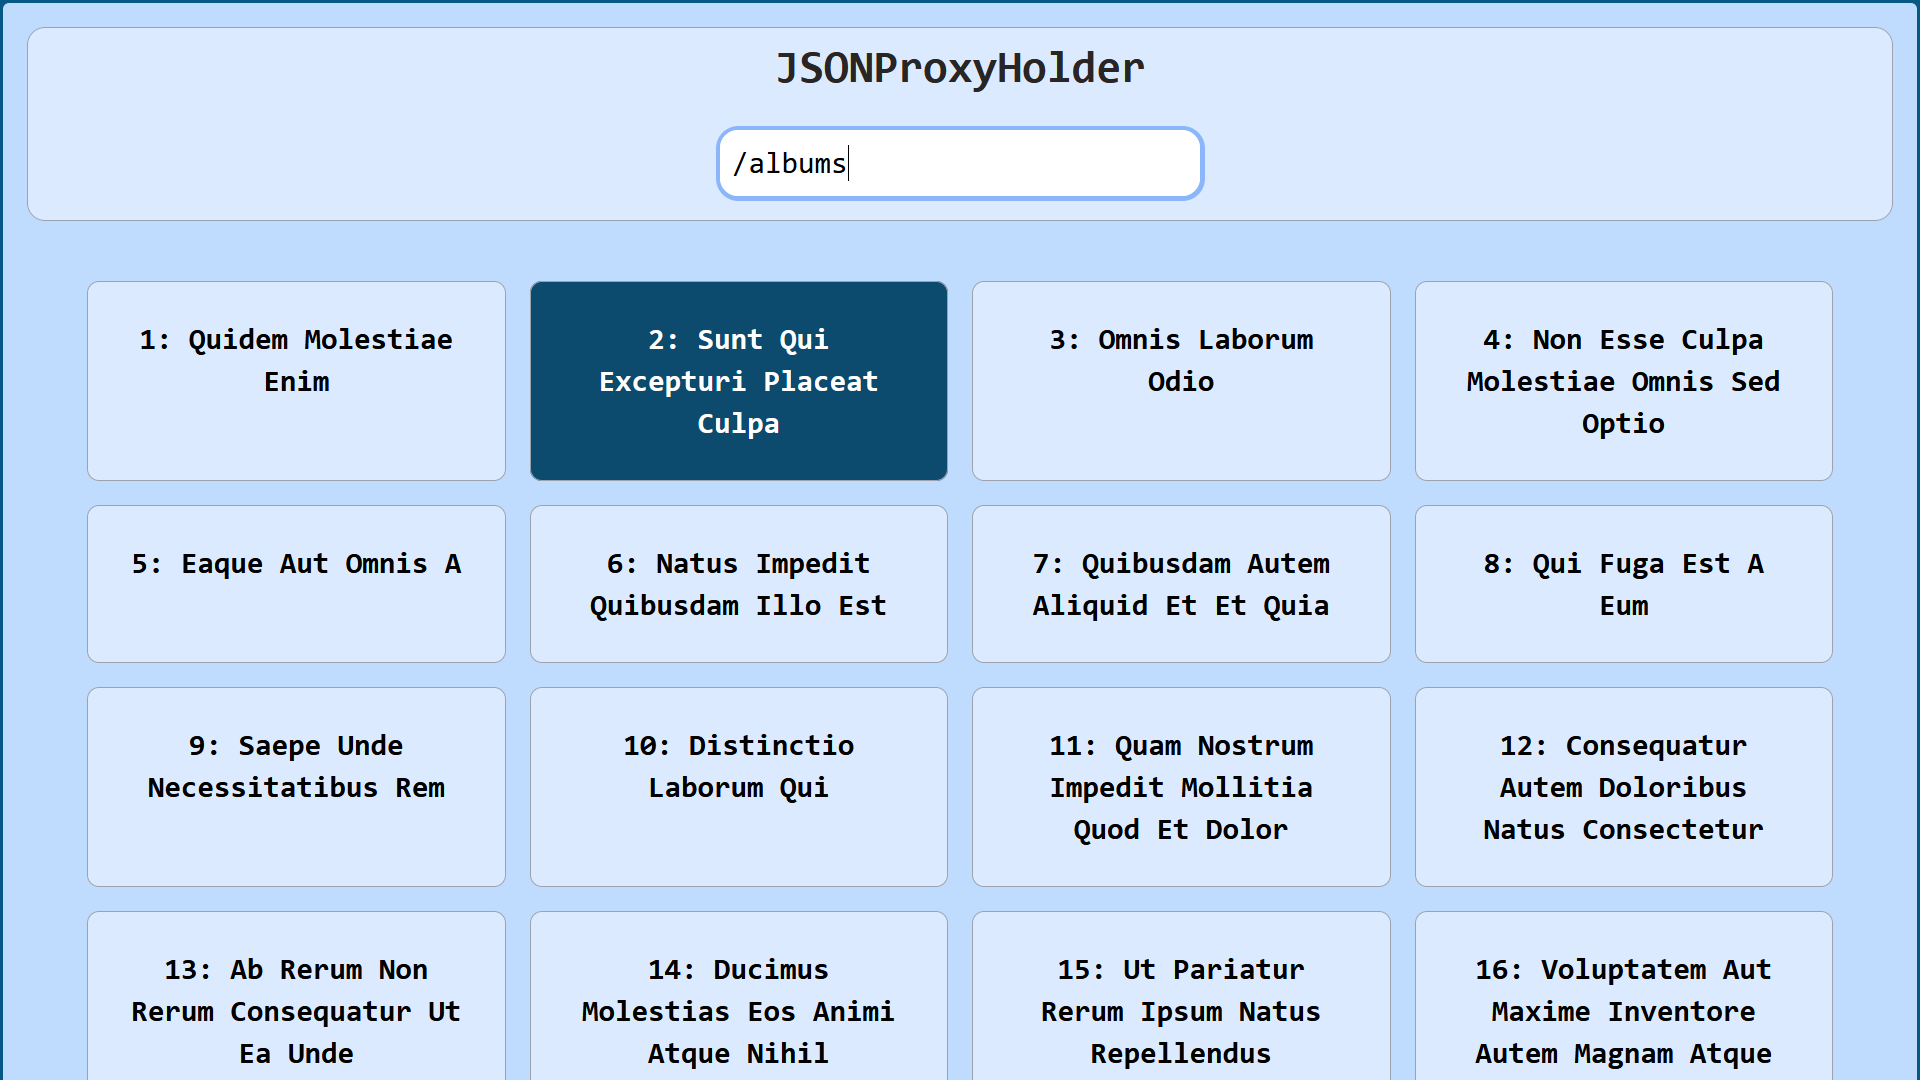 JSONProxyHolder
/albums
1: Quidem Molestiae
Enim
2: Sunt Qui
Excepturi Placeat
Culpa
3: Omnis Laborum
Odio
4: Non Esse Culpa
Molestiae Omnis Sed
Optio
5: Eaque Aut Omnis A
6: Natus Impedit
Quibusdam Illo Est
7: Quibusdam Autem
Aliquid Et Et Quia
8: Qui Fuga Est A
Eum
9: Saepe Unde
Necessitatibus Rem
10: Distinctio
Laborum Qui
11: Quam Nostrum
Impedit Mollitia
Quod Et Dolor
12: Consequatur
Autem Doloribus
Natus Consectetur
13: Ab Rerum Non
Rerum Consequatur Ut
Ea Unde
14: Ducimus
Molestias Eos Animi
Atque Nihil
15: Ut Pariatur
Rerum Ipsum Natus
Repellendus
16: Voluptatem Aut
Maxime Inventore
Autem Magnam Atque